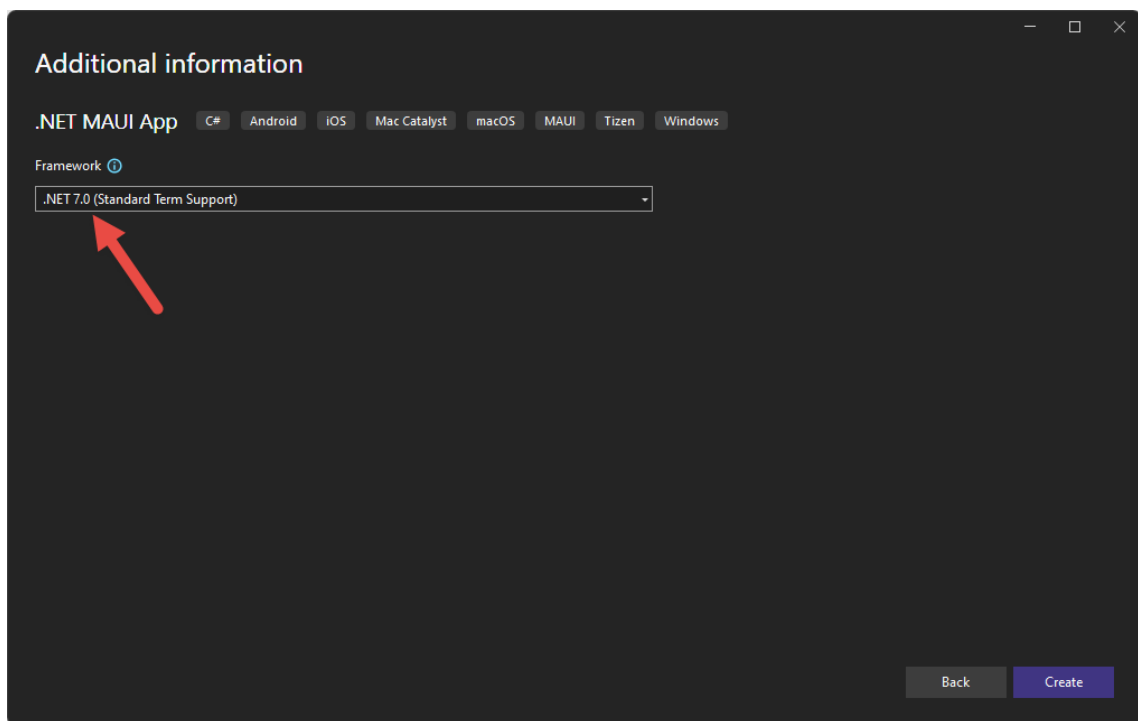 Additional information
.NET MAUI App C# Android iOS Mac Catalyst macOS MAUI Tizen Windows
Framework
.NET 7.0 (Standard Term Support)
Back Create